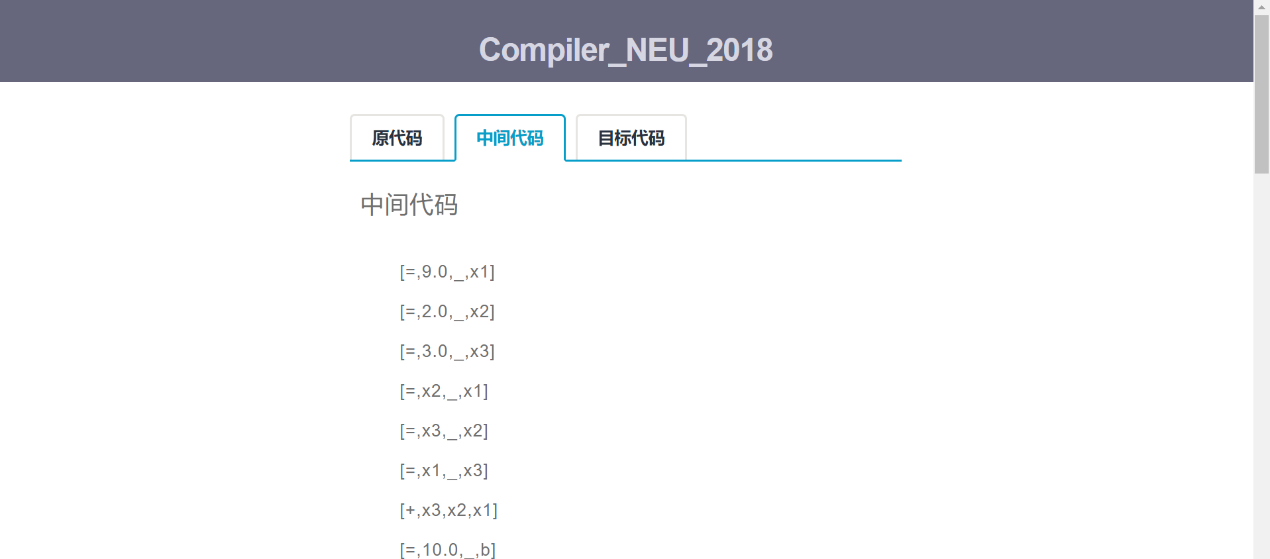 Compiler_NEU_2018
原代码 中间代码 目标代码
中间代码
[=,9.0,_,x1]
[=,2.0,_,x2]
[=,3.0,_,x3]
[=,x2,_,x1]
[=,x3,_,x2]
[=,x1,_,x3]
[+,x3,x2,x1]
[=,10.0,_,b]